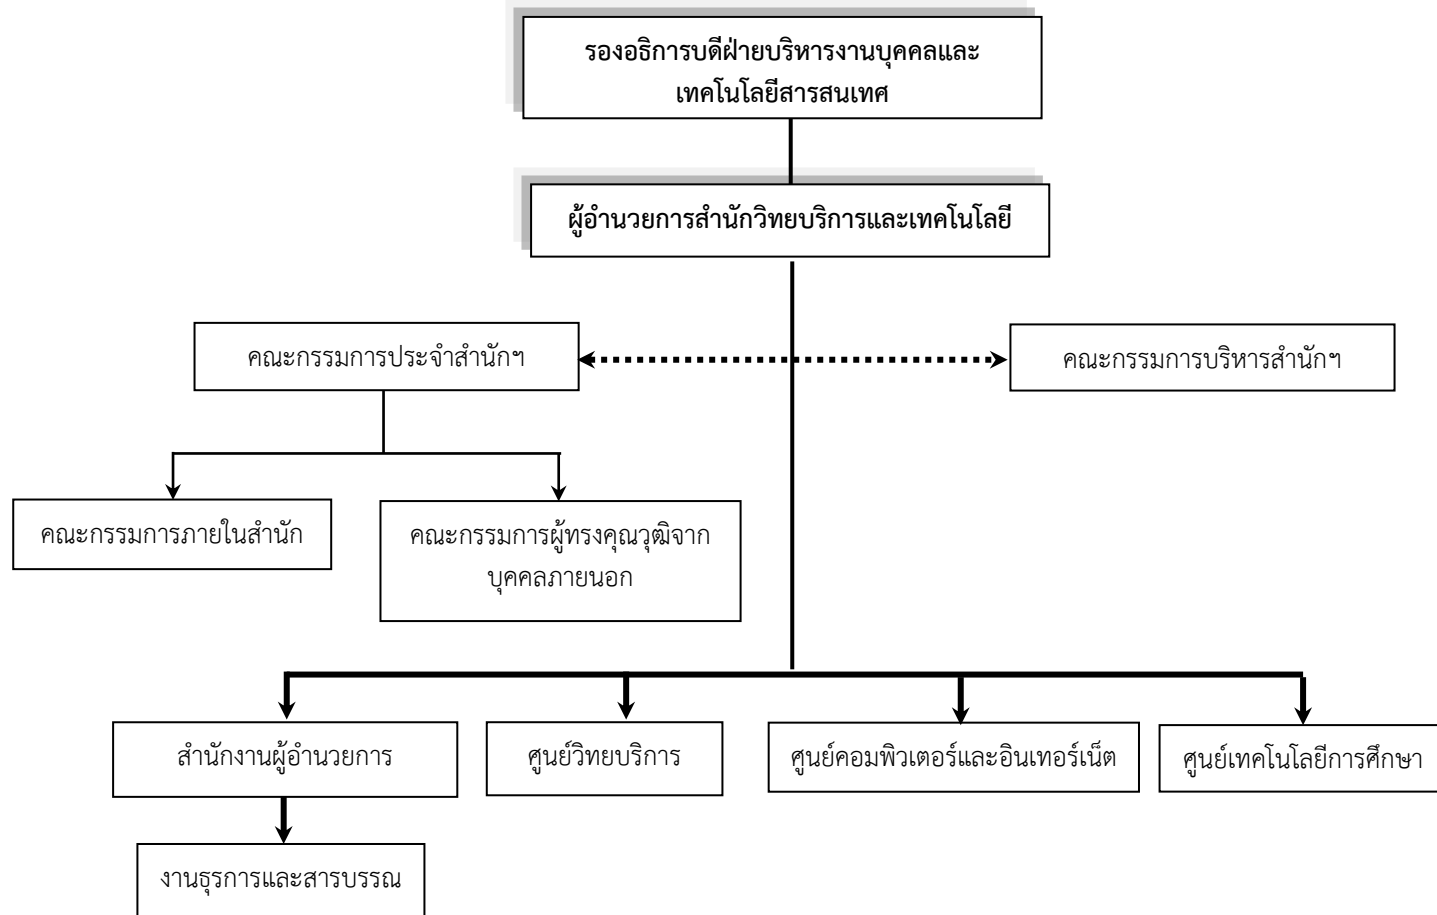 รองอธิการบดีฝ่ายบริหารงานบุคคลและ
เทคโนโลยีสารสนเทศ
ผู้อำนวยการสำนักวิทยบริการและเทคโนโลยี
คณะกรรมการประจำสำนักฯ
คณะกรรมการบริหารสำนักฯ
คณะกรรมการภายในสำนัก
คณะกรรมการผู้ทรงคุณวุฒิจาก
บุคคลภายนอก
สำนักงานผู้อำนวยการ
ศูนย์วิทยบริการ
ศูนย์คอมพิวเตอร์และอินเทอร์เน็ต
ศูนย์เทคโนโลยีการศึกษา
งานธุรการและสารบรรณ